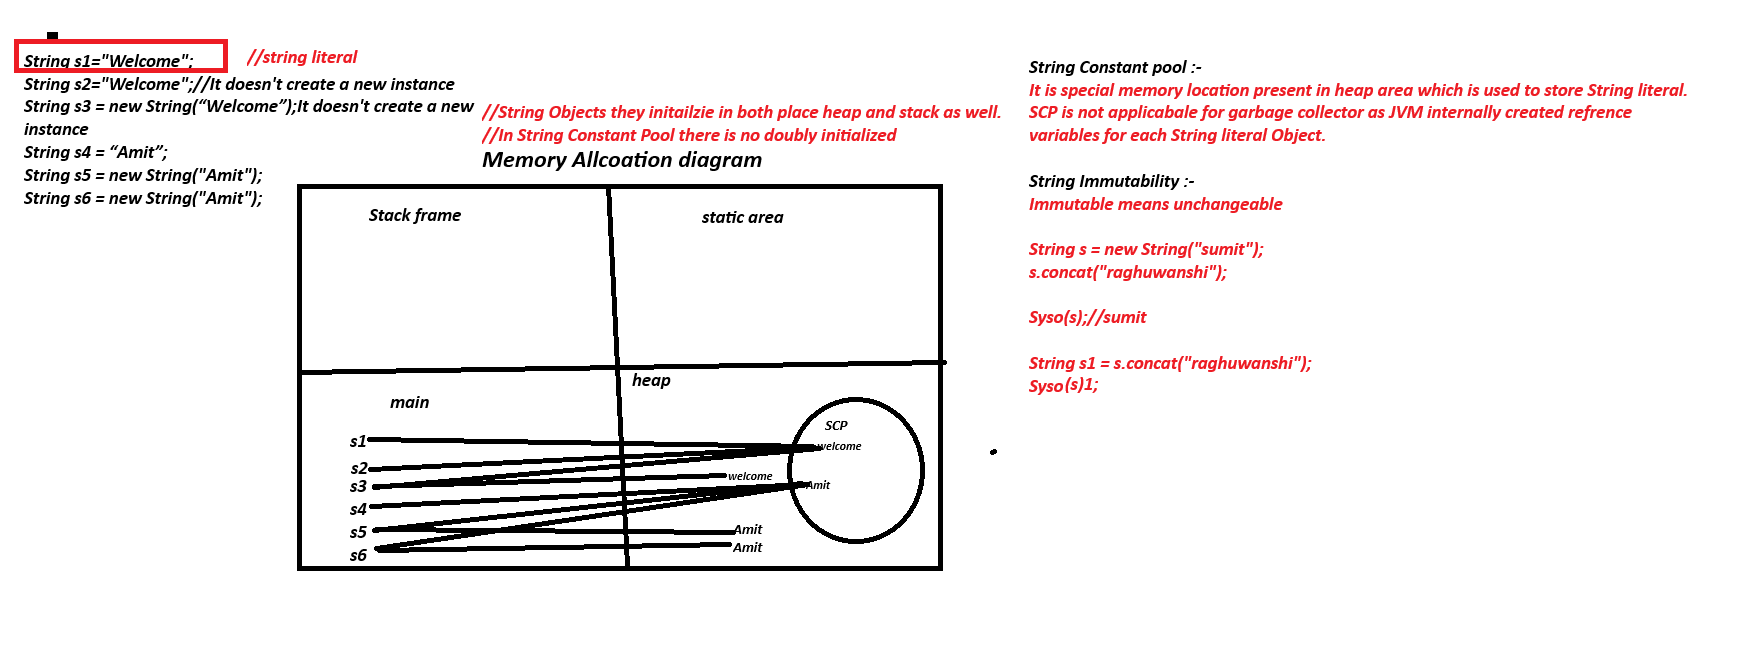 String s1="Welcome";
//string literal
String s2="Welcome";//It doesn't create a new instance
String s3 = new String(“Welcome”);It doesn't create a new
instance
String s4 = “Amit”;
String s5 = new String("Amit");
String s6 = new String("Amit");
//String Objects they initailzie in both place heap and stack as well.
//In String Constant Pool there is no doubly initialized
Memory Allcoation diagram
Stack frame
static area
heap
main
s1
s2
s3
s4
s5
s6
SCP
welcome
welcome
Amit
Amit
Amit
String Constant pool :-
It is special memory location present in heap area which is used to store String literal.
SCP is not applicabale for garbage collector as JVM internally created refrence
variables for each String literal Object.
String Immutability :-
Immutable means unchangeable
String s = new String("sumit");
s.concat("raghuwanshi");
Syso(s);//sumit
String s1 = s.concat("raghuwanshi");
Syso(s)1;